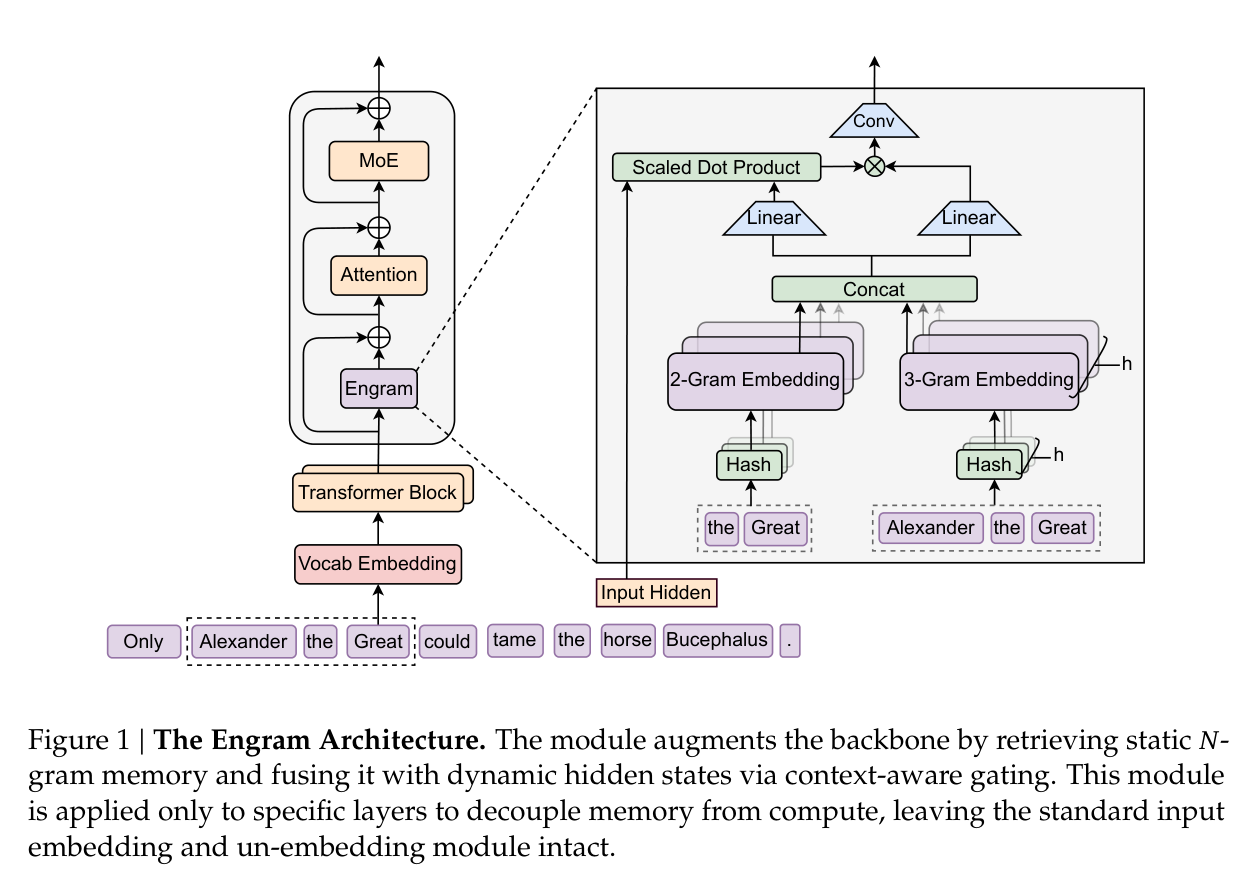 Conv
MoE
Scaled Dot Product
Linear
Linear
Attention
Concat
Engram
2-Gram Embedding
3-Gram Embedding
h
Hash
Hash
h
Transformer Block
the Great
Alexander the Great
Vocab Embedding
Input Hidden
Only Alexander the Great could tame the horse Bucephalus .
Figure 1 | The Engram Architecture. The module augments the backbone by retrieving static N-
gram memory and fusing it with dynamic hidden states via context-aware gating. This module
is applied only to specific layers to decouple memory from compute, leaving the standard input
embedding and un-embedding module intact.